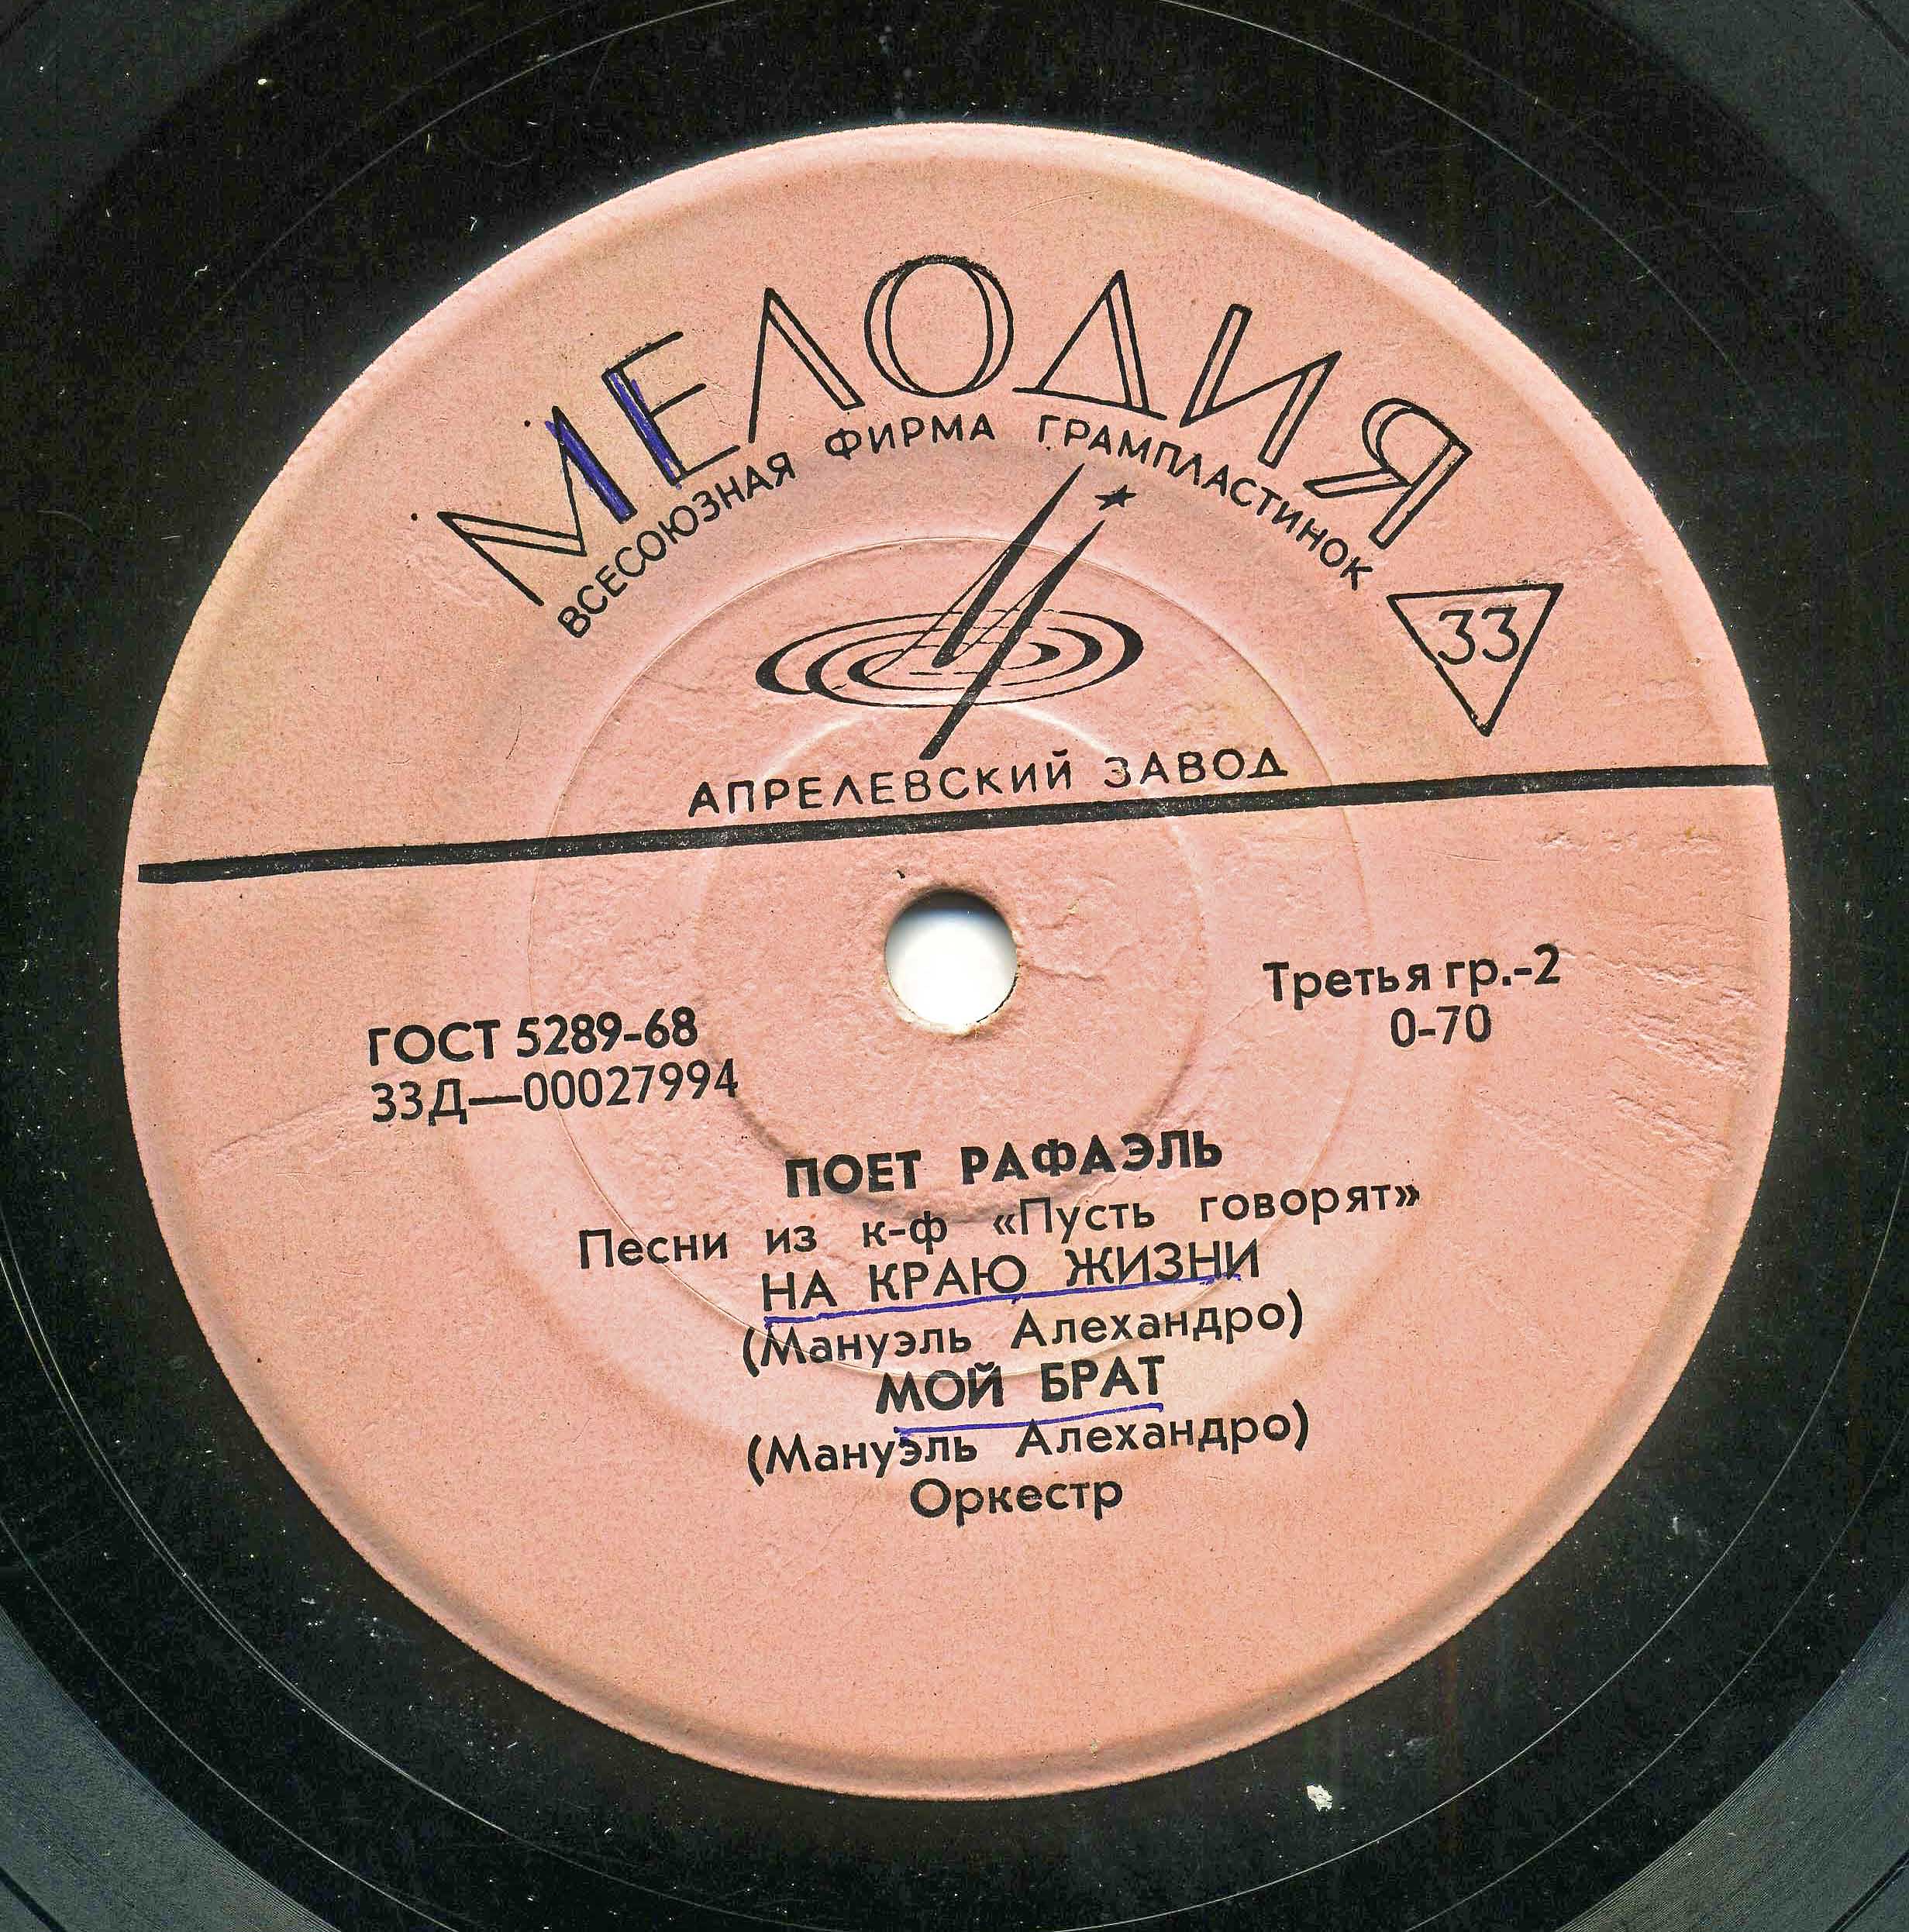 МЕЛОДИЯ
ВСЕСОЮЗНАЯ ФИРМА ГРАМПЛАСТИНОК
33
АПРЕЛЕВСКИЙ ЗАВОД
Третья гр.-2
0-70
ГОСТ 5289-68
33Д—00027994
ПОЕТ РАФАЭЛЬ
Песни из к-ф «Пусть говорят»
НА КРАЮ ЖИЗНИ
(Мануэль Алехандро)
МОЙ БРАТ
(Мануэль Алехандро)
Оркестр